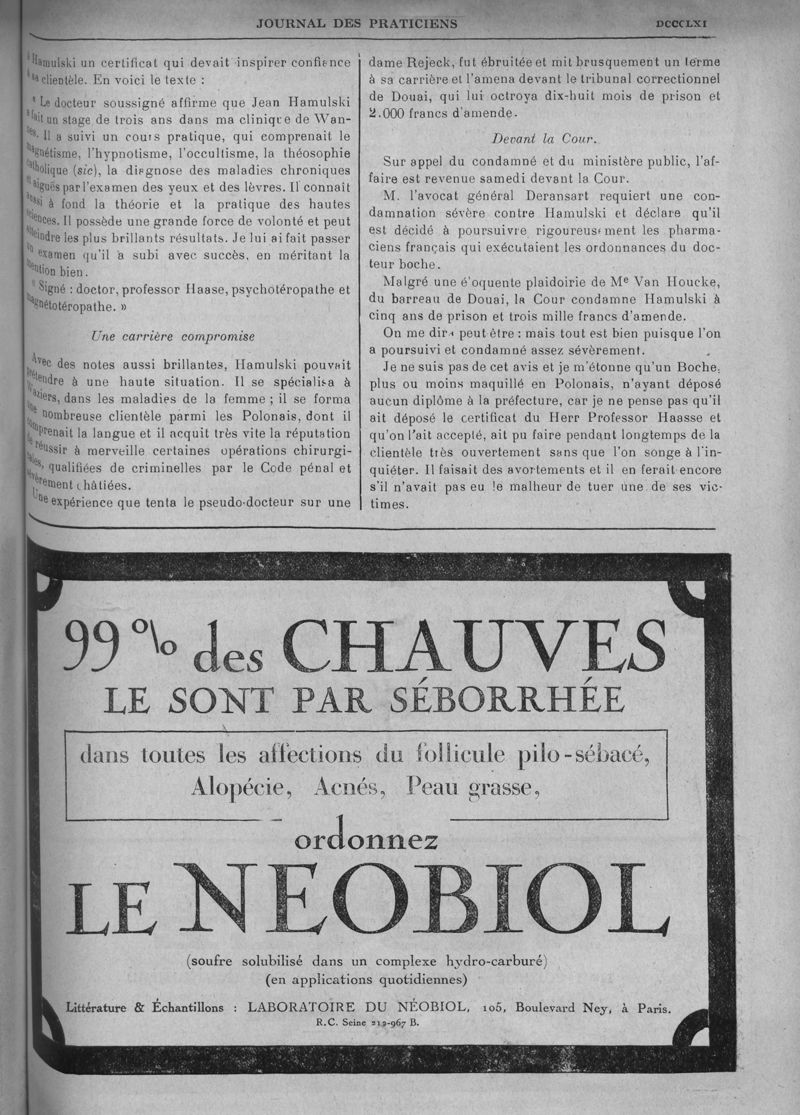 JOURNAL DES PRATICIENS
DCCCLXI
à Hamulski un certificat qui devait inspirer confiance
à sa clientèle. En voici le texte :
« Le docteur soussigné affirme que Jean Hamulski
a fait un stage de trois ans dans ma clinique de Wan-
nes. Il a suivi un cours pratique, qui comprenait le
magnétisme, l'hypnotisme, l'occultisme, la théosophie
catholique (sic), la diagnose des maladies chroniques
et aiguës par l'examen des yeux et des lèvres. Il connaît
aussi à fond la théorie et la pratique des hautes
sciences. Il possède une grande force de volonté et peut
atteindre les plus brillants résultats. Je lui ai fait passer
un examen qu'il a subi avec succès, en méritant la
mention bien.
« Signé : doctor, professor Haase, psychotéropathe et
magnétotéropathe. »
Une carrière compromise
Avec des notes aussi brillantes, Hamulski pouvait
prétendre à une haute situation. Il se spécialisa à
Waziers, dans les maladies de la femme ; il se forma
une nombreuse clientèle parmi les Polonais, dont il
comprenait la langue et il acquit très vite la réputation
de réussir à merveille certaines opérations chirurgi-
cales, qualifiées de criminelles par le Code pénal et
sévèrement châtiées.
Une expérience que tenta le pseudo-docteur sur une
dame Rejeck, fut ébruitée et mit brusquement un terme
à sa carrière et l'amena devant le tribunal correctionnel
de Douai, qui lui octroya dix-huit mois de prison et
2.000 francs d'amende.
Devant la Cour.
Sur appel du condamné et du ministère public, l'af-
faire est revenue samedi devant la Cour.
M. l'avocat général Deransart requiert une con-
damnation sévère contre Hamulski et déclare qu'il
est décidé à poursuivre rigoureusement les pharma-
ciens français qui exécutaient les ordonnances du doc-
teur boche.
Malgré une éloquente plaidoirie de Me Van Houcke,
du barreau de Douai, la Cour condamne Hamulski à
cinq ans de prison et trois mille francs d'amende.
On me dira peut être : mais tout est bien puisque l'on
a poursuivi et condamné assez sévèrement.
Je ne suis pas de cet avis et je m'étonne qu'un Boche,
plus ou moins maquillé en Polonais, n'ayant déposé
aucun diplôme à la préfecture, car je ne pense pas qu'il
ait déposé le certificat du Herr Professor Haasse et
qu'on l'ait accepté, ait pu faire pendant longtemps de la
clientèle très ouvertement sans que l'on songe à l'in-
quiéter. Il faisait des avortements et il en ferait encore
s'il n'avait pas eu le malheur de tuer une de ses vic-
times.
99 % des CHAUVES
LE SONT PAR SÉBORRHÉE
dans toutes les affections du follicule pilo-sébacé,
Alopécie, Acnés, Peau grasse,
ordonnez
LE NEOBIOL
(soufre solubilisé dans un complexe hydro-carburé)
(en applications quotidiennes)
Littérature & Échantillons : LABORATOIRE DU NÉOBIOL, 105, Boulevard Ney, à Paris.
R.C. Seine 212-967 B.